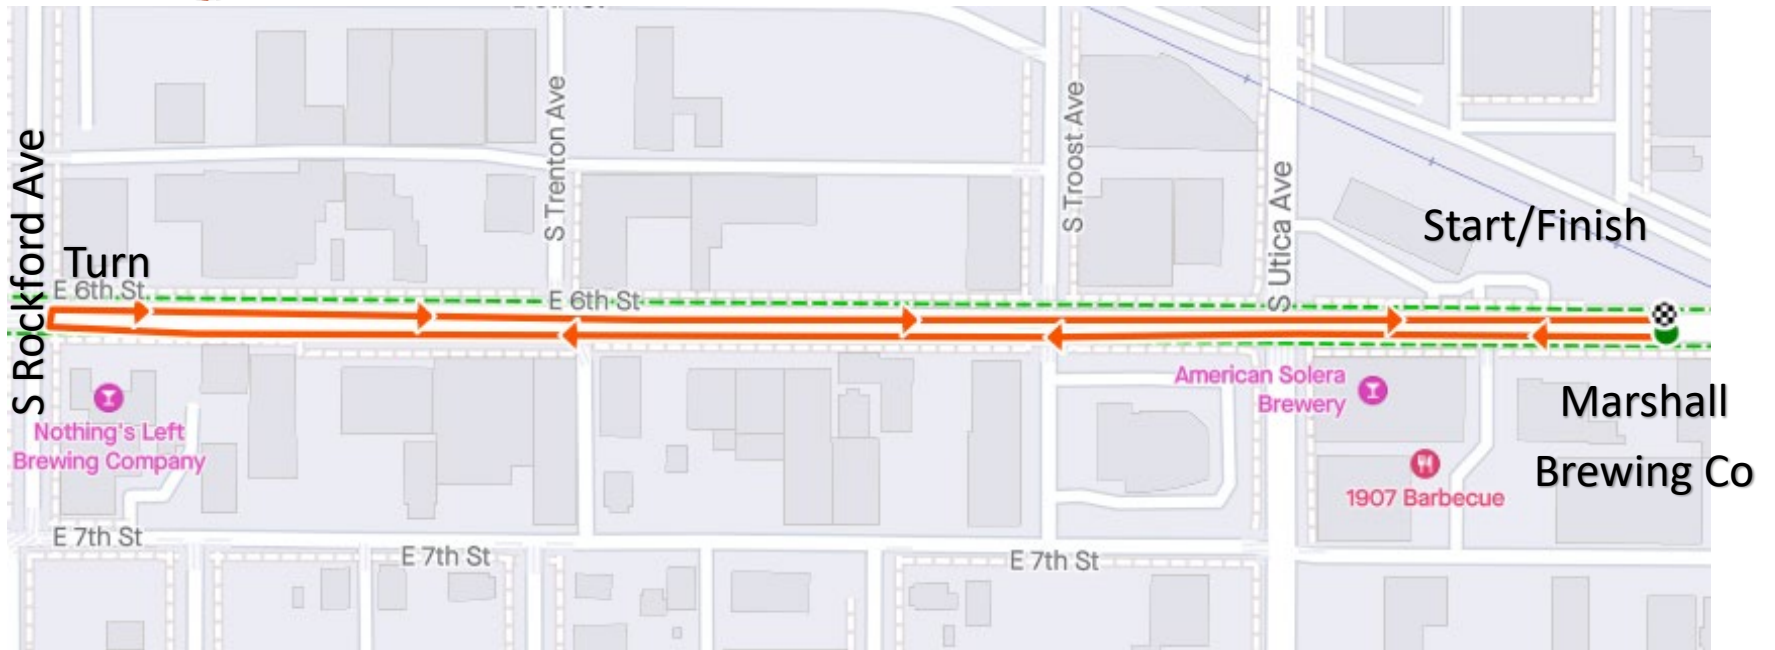 S Rockford Ave
Turn
E 6th St
S Trenton Ave
E 6th St
S Troost Ave
S Utica Ave
Start/Finish
Nothing's Left
Brewing Company
American Solera
Brewery
1907 Barbecue
Marshall
Brewing Co
E 7th St
E 7th St
E 7th St